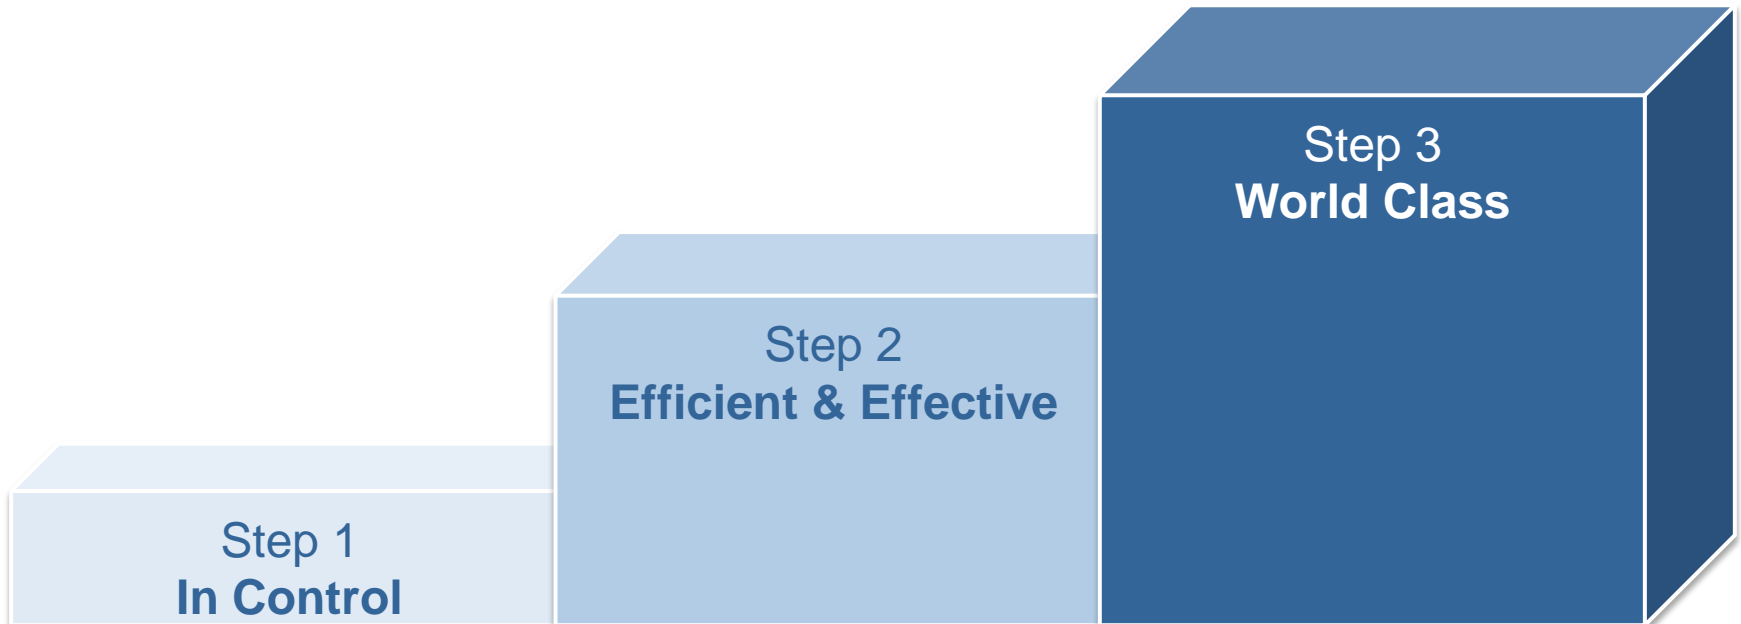 Step 1
In Control
Step 2
Efficient & Effective
Step 3
World Class